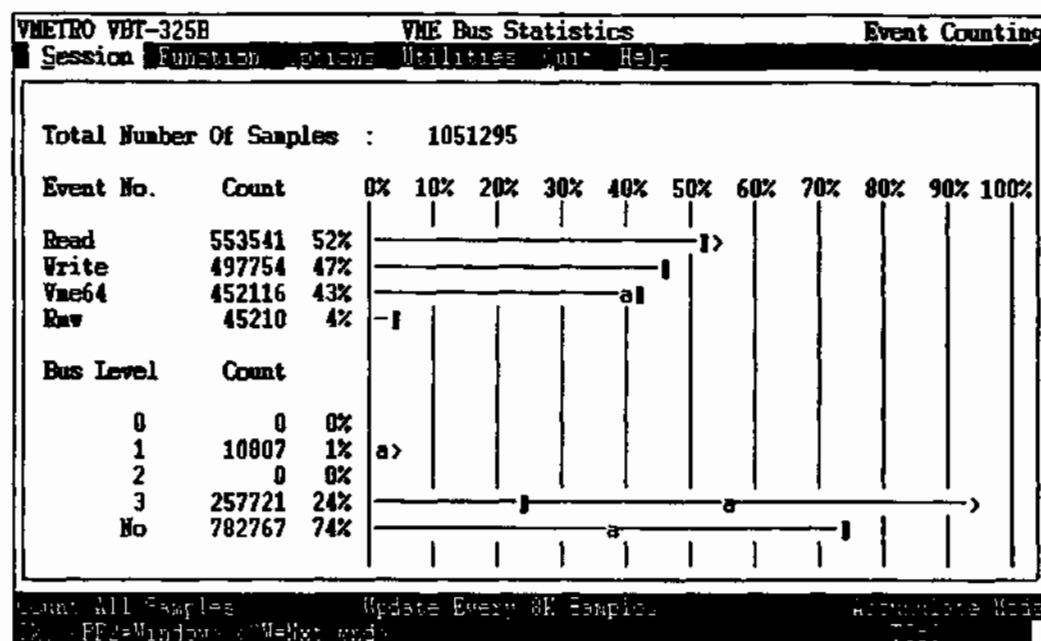 VMETRO VBT-325B VME Bus Statistics Event Counting
Session Function Options Utilities Quit Help
Total Number Of Samples : 1051295
Event No. Count 0% 10% 20% 30% 40% 50% 60% 70% 80% 90% 100%
Read 553541 52%
Write 497754 47%
Vme64 452116 43% a
Rmw 45210 4%
Bus Level Count
0 0 0%
1 10807 1% a>
2 0 0%
3 257721 24% a >
No 782767 74% a
Count All Samples Update Every 8K Samples Accumulate Mode